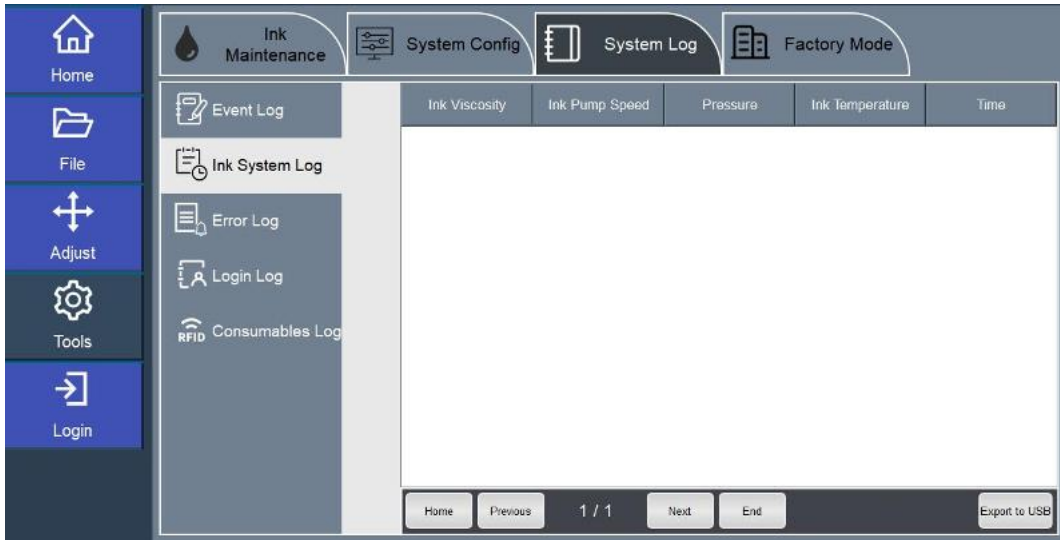 Home
File
Adjust
Tools
Login
Ink
Maintenance
System Config
System Log
Factory Mode
Event Log
Ink System Log
Error Log
Login Log
RFID Consumables Log
Ink Viscosity Ink Pump Speed Pressure Ink Temperature Time
Home Previous 1 / 1 Next End Export to USB